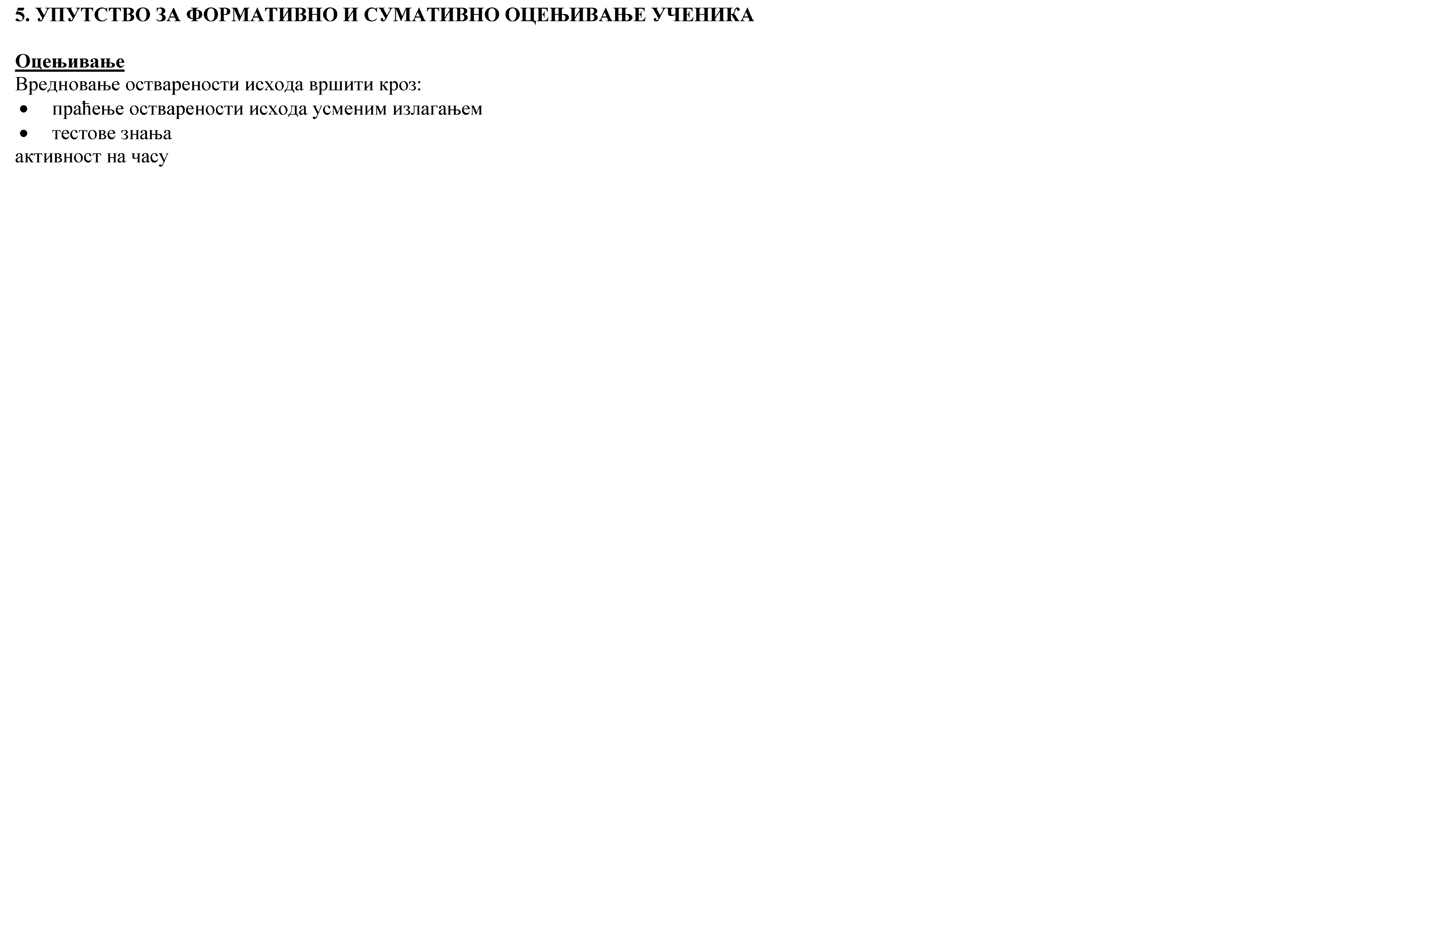 5. УПУТСТВО ЗА ФОРМАТИВНО И СУМАТИВНО ОЦЕЊИВАЊЕ УЧЕНИКА
Оцењивање
Вредновање остварености исхода вршити кроз:
• праћење остварености исхода усменим излагањем
• тестове знања
активност на часу